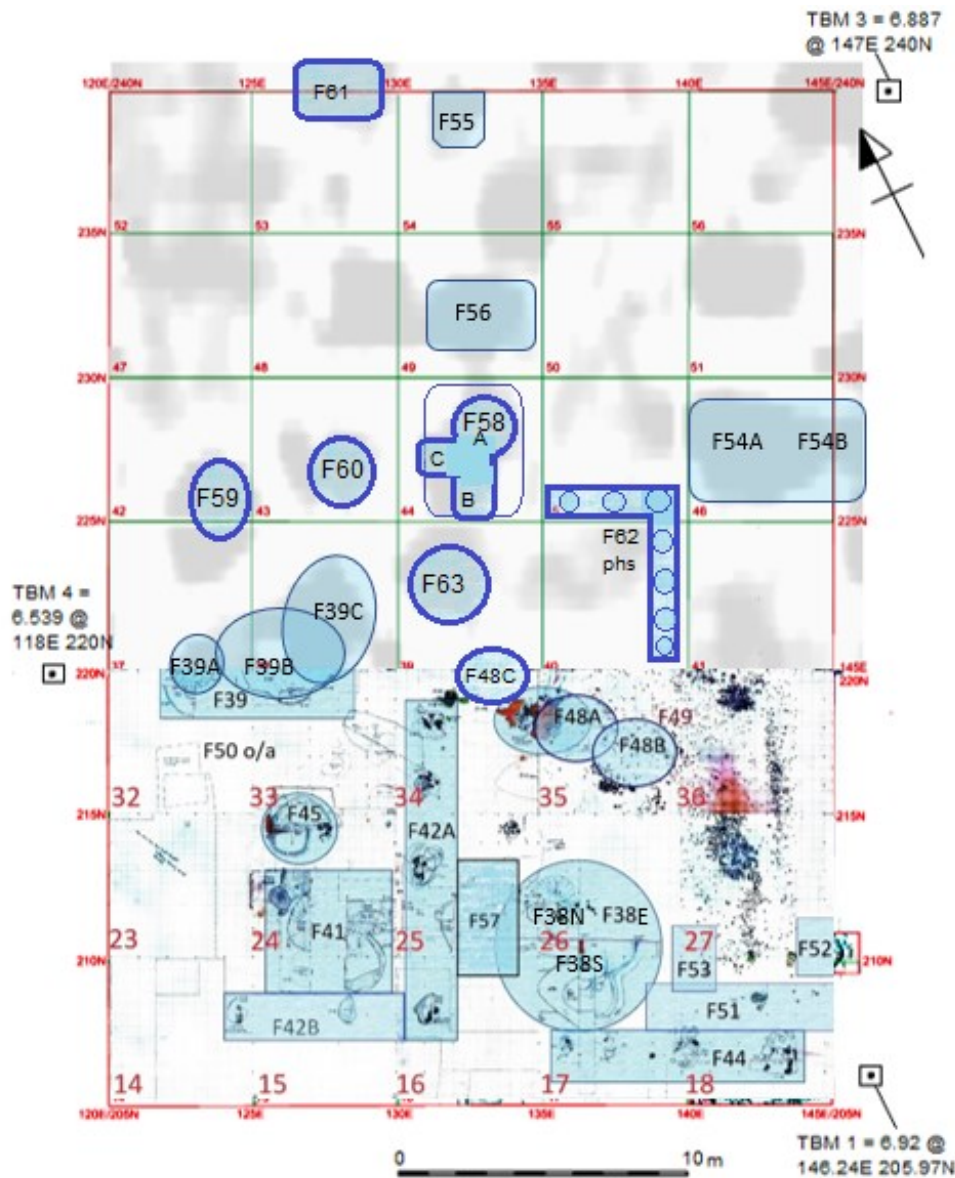 TBM 3 = 6.887
@ 147E 240N
120E/240N
125E
130E
135E
140E
145E/240N
F61
F55
52
53
54
55
56
235N
235N
F56
47
48
49
50
51
230N
230N
F58
A
C
B
F54A
F54B
F60
F59
42
43
44
46
225N
225N
F62
phs
F63
TBM 4 =
6.539 @
118E 220N
F39C
F39A
F39B
37
39
40
41
145E
220N
220N
F48C
F39
F48A
F49
F48B
F50 o/a
32
33
34
35
36
215N
215N
F45
F42A
F41
F57
F38N
F38E
F38S
23
24
25
26
27
210N
210N
F52
F53
F51
F42B
F44
14
15
16
17
18
120E/205N
125E
130E
135E
140E
145E/205N
0
10 m
TBM 1 = 6.92 @
146.24E 205.97N